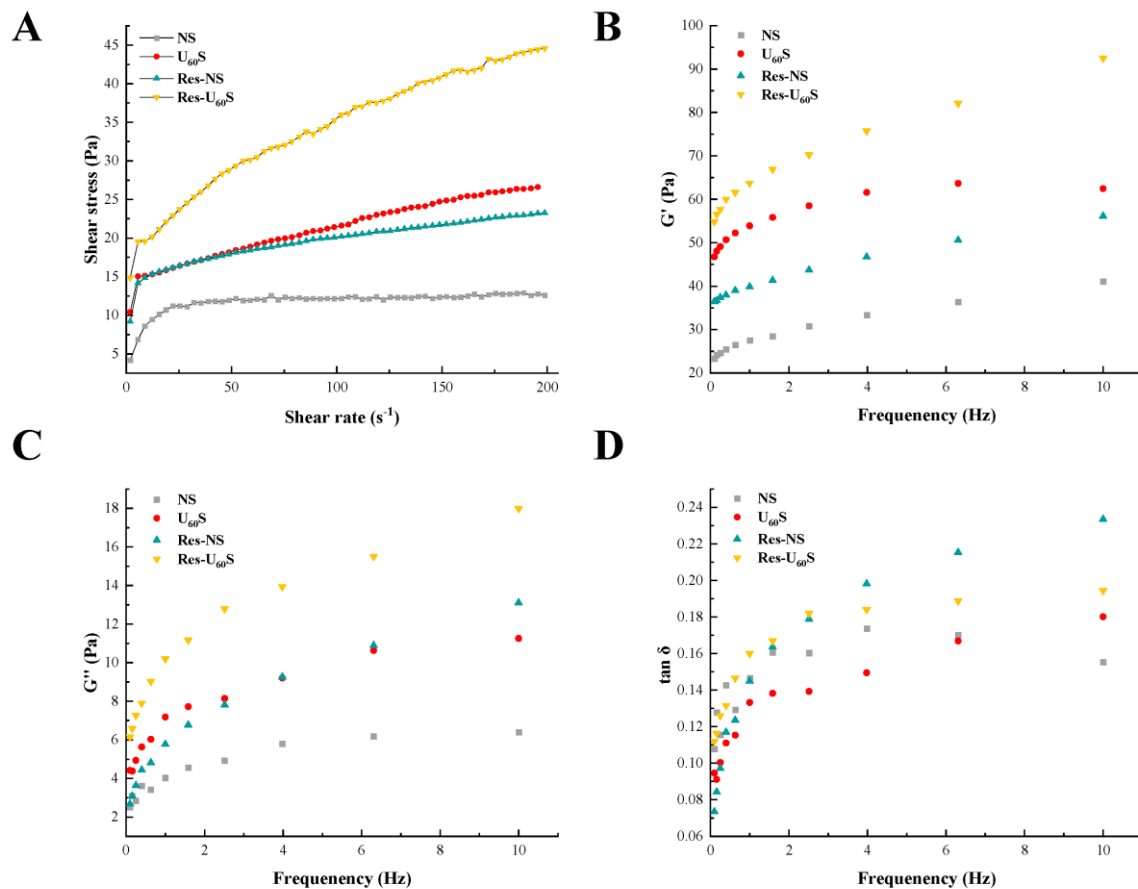 A
NS
U₆₀S
Res-NS
Res-U₆₀S
45
40
35
30
25
20
15
10
5
0
50
100
150
200
Shear stress (Pa)
Shear rate (s⁻¹)
B
NS
U₆₀S
Res-NS
Res-U₆₀S
100
90
80
70
60
50
40
30
20
0
2
4
6
8
10
G' (Pa)
Frequenency (Hz)
C
NS
U₆₀S
Res-NS
Res-U₆₀S
18
16
14
12
10
8
6
4
2
0
2
4
6
8
10
G'' (Pa)
Frequenency (Hz)
D
NS
U₆₀S
Res-NS
Res-U₆₀S
0.24
0.22
0.20
0.18
0.16
0.14
0.12
0.10
0.08
0.06
0
2
4
6
8
10
tan δ
Frequenency (Hz)